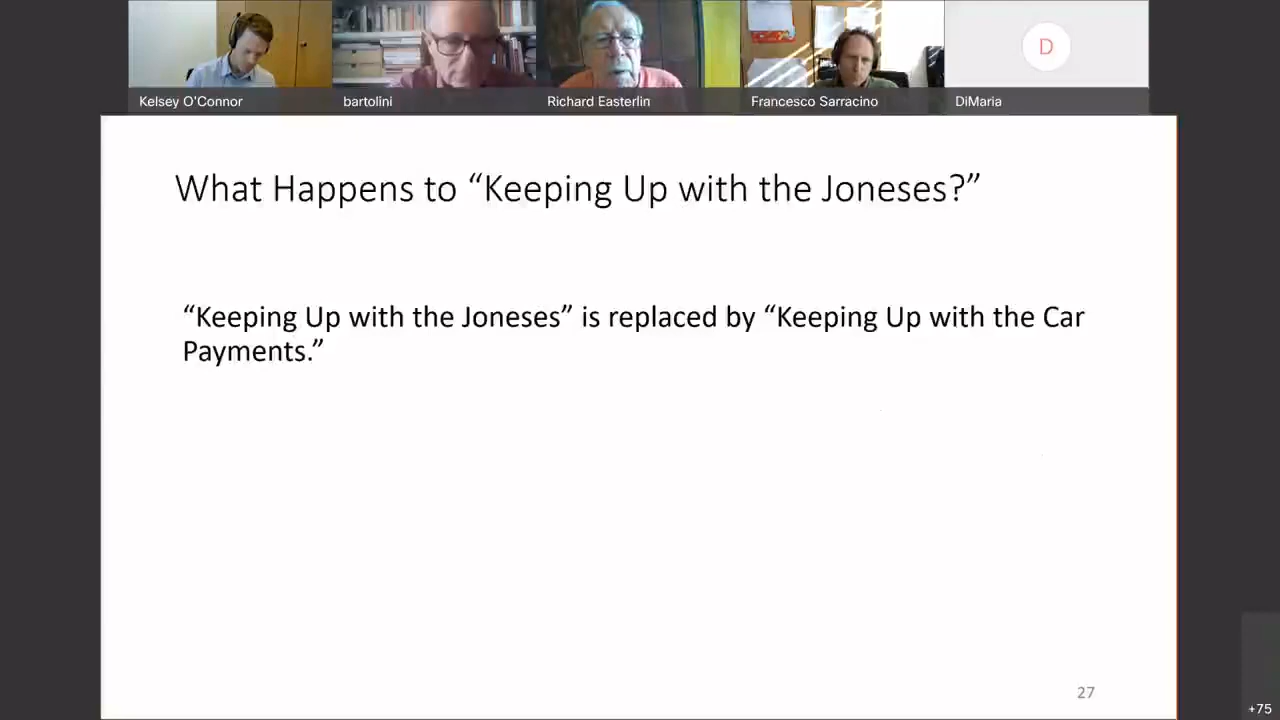 Kelsey O'Connor
bartolini
Richard Easterlin
Francesco Sarracino
D
DiMaria
What Happens to “Keeping Up with the Joneses?”
“Keeping Up with the Joneses” is replaced by “Keeping Up with the Car
Payments.”
27
+75